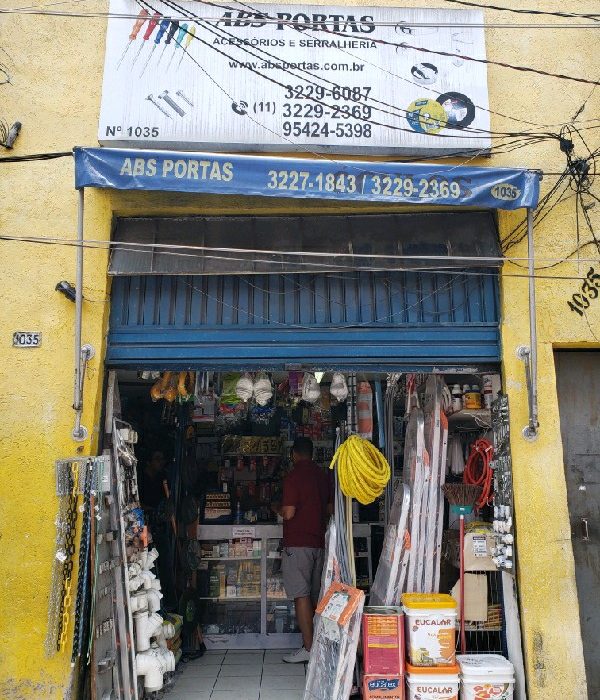 ABS PORTAS
ACESSÓRIOS E SERRALHERIA
www.absportas.com.br
3229-6087
(11) 3229-2369
95424-5398
Nº 1035
ABS PORTAS 3227-1843 / 3229-2369 1035
1035
1035
EUCALAR
EUCALAR